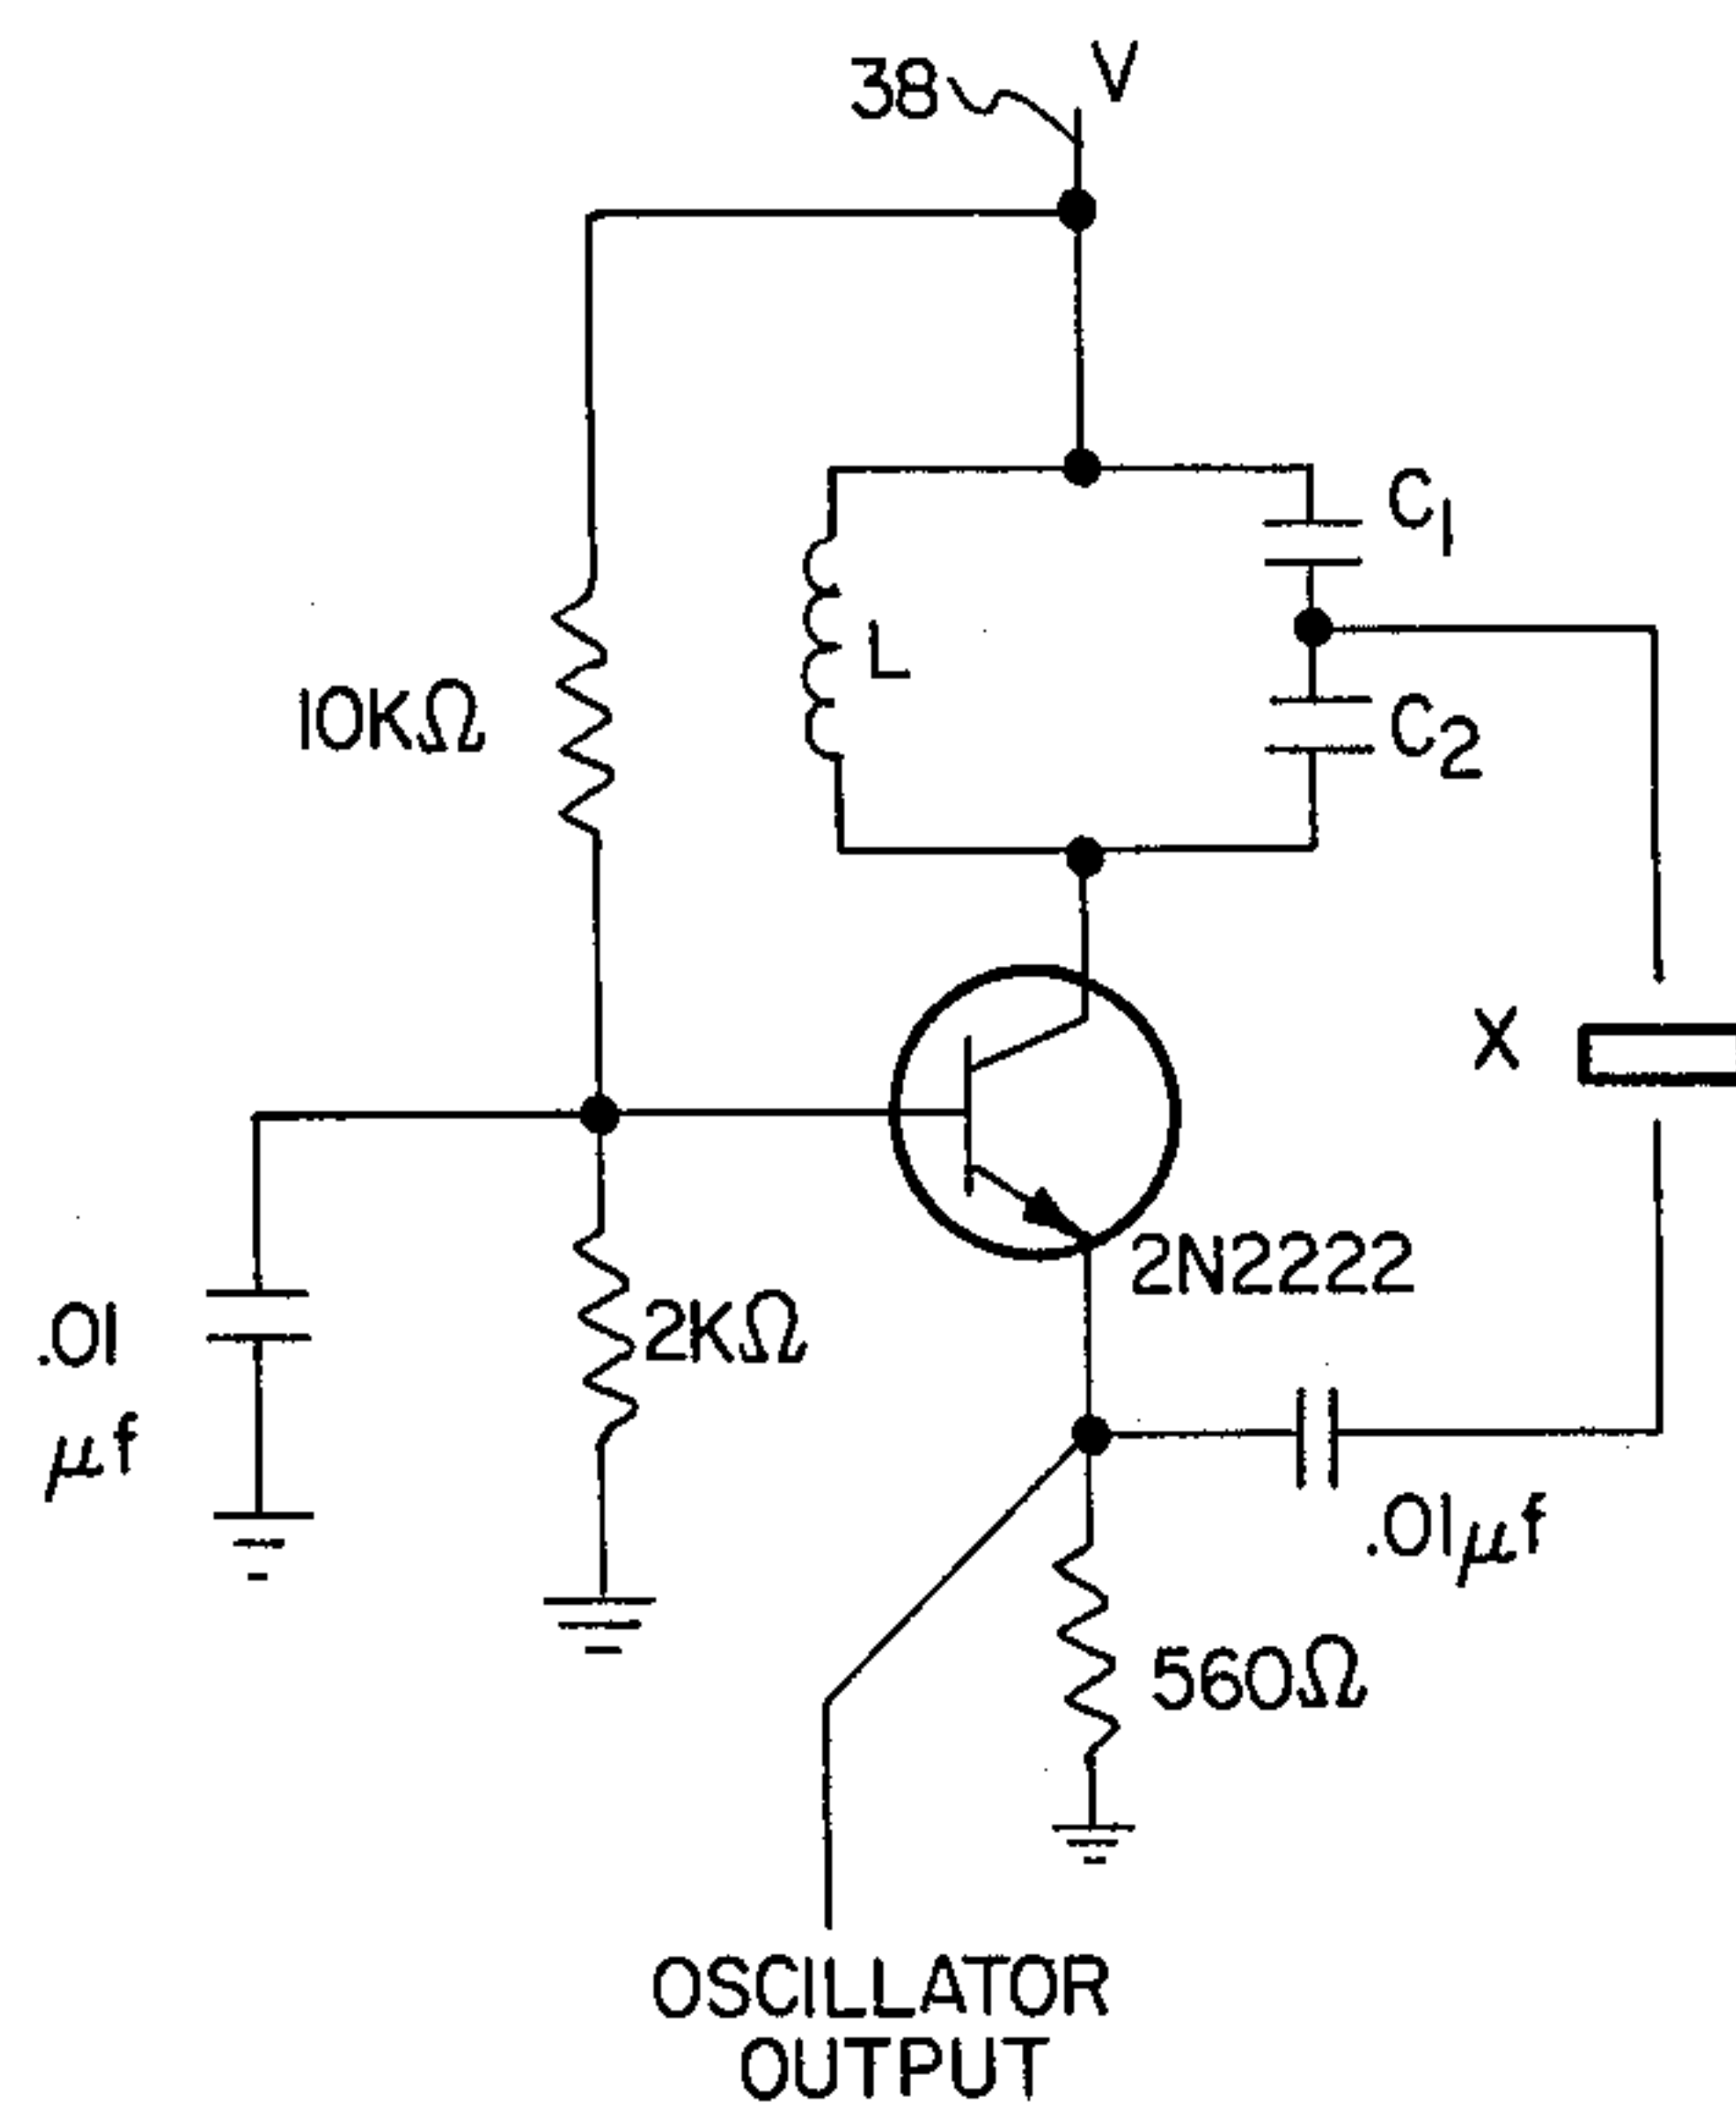 38 V
C1
L
10KΩ
C2
X
2N2222
.01
μf
2KΩ
.01μf
560Ω
OSCILLATOR
OUTPUT